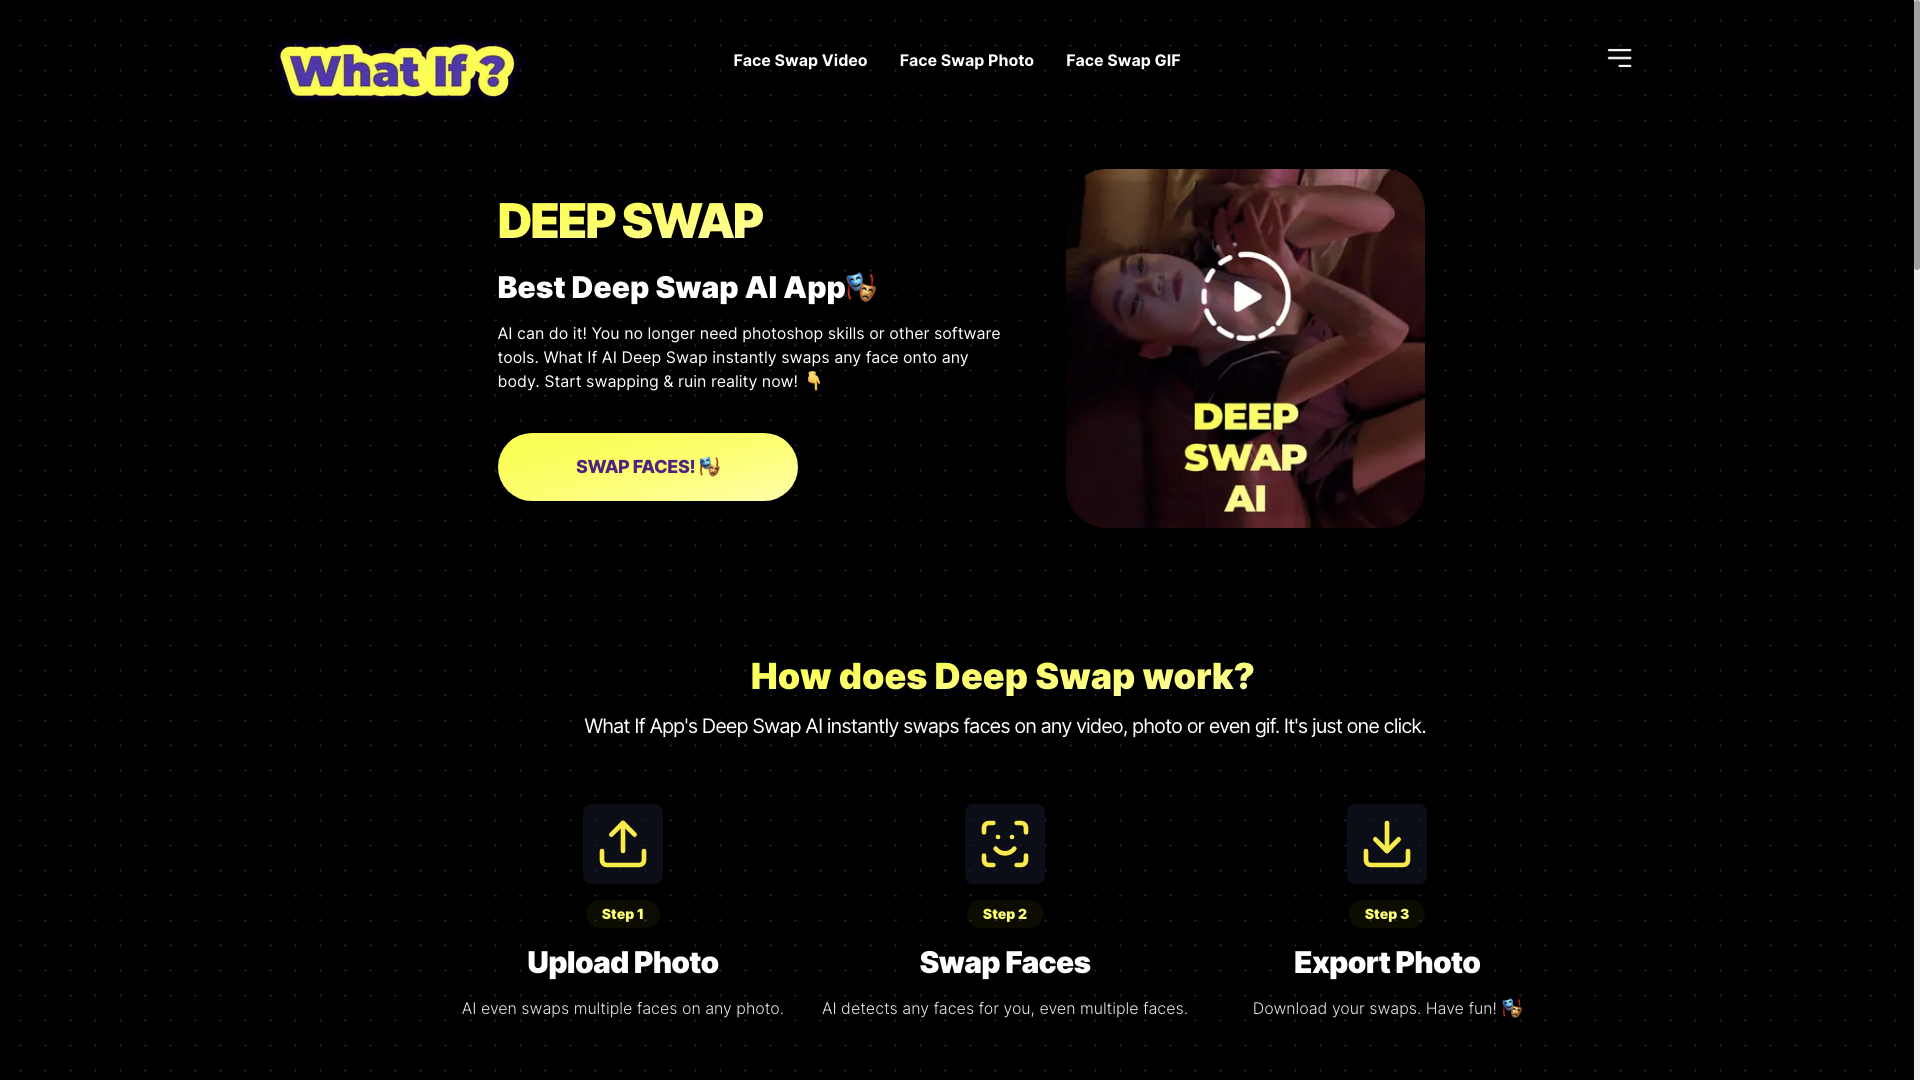 What If ?
Face Swap Video
Face Swap Photo
Face Swap GIF
DEEP SWAP
Best Deep Swap AI App🎭
AI can do it! You no longer need photoshop skills or other software
tools. What If AI Deep Swap instantly swaps any face onto any
body. Start swapping & ruin reality now! 👇
SWAP FACES! 🎭
DEEP
SWAP
AI
How does Deep Swap work?
What If App's Deep Swap AI instantly swaps faces on any video, photo or even gif. It's just one click.
Step 1
Upload Photo
AI even swaps multiple faces on any photo.
Step 2
Swap Faces
AI detects any faces for you, even multiple faces.
Step 3
Export Photo
Download your swaps. Have fun! 🎭